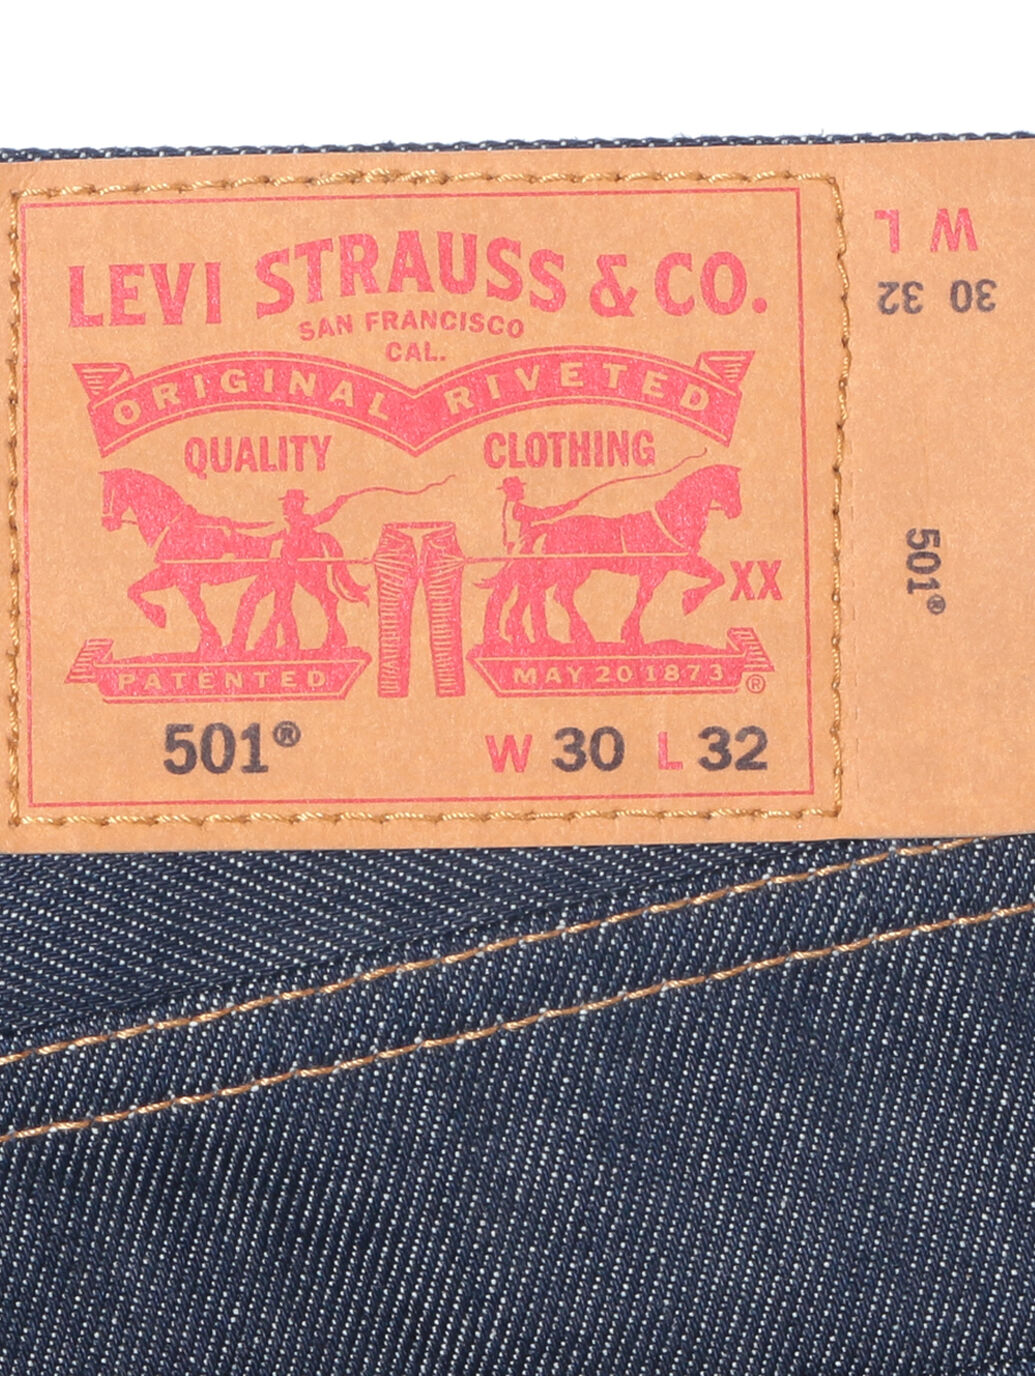 LEVI STRAUSS & CO.
SAN FRANCISCO
CAL.
ORIGINAL RIVETED
QUALITY CLOTHING
XX
PATENTED MAY 20 1873 ®
501® W 30 L 32
W L
30 32
501®